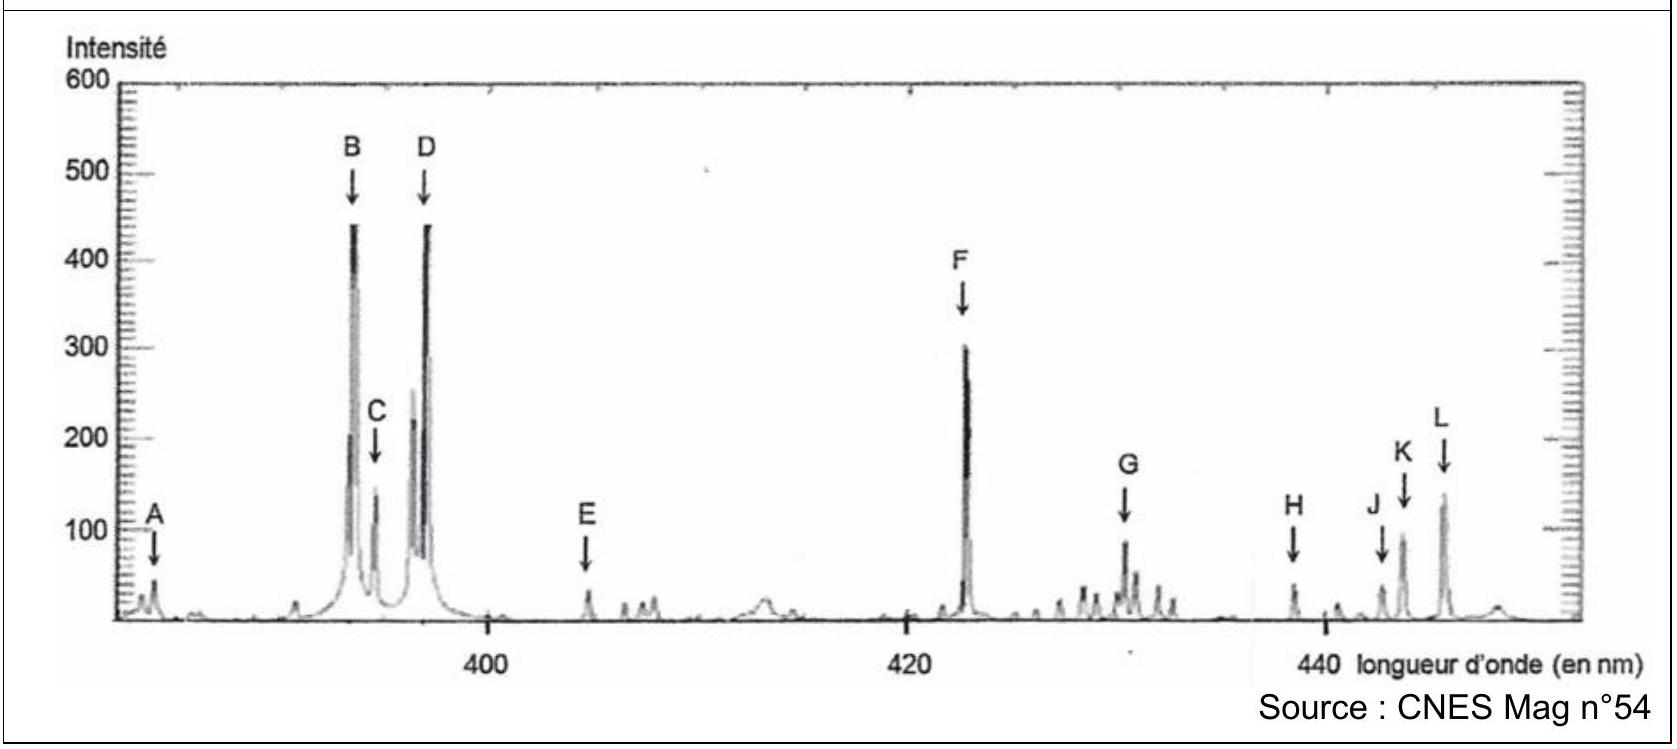 Intensité
600
B D
500
F
400
300
C
L
200
K
G
H J
A E
100
400 420 440 longueur d'onde (en nm)
Source : CNES Mag n°54